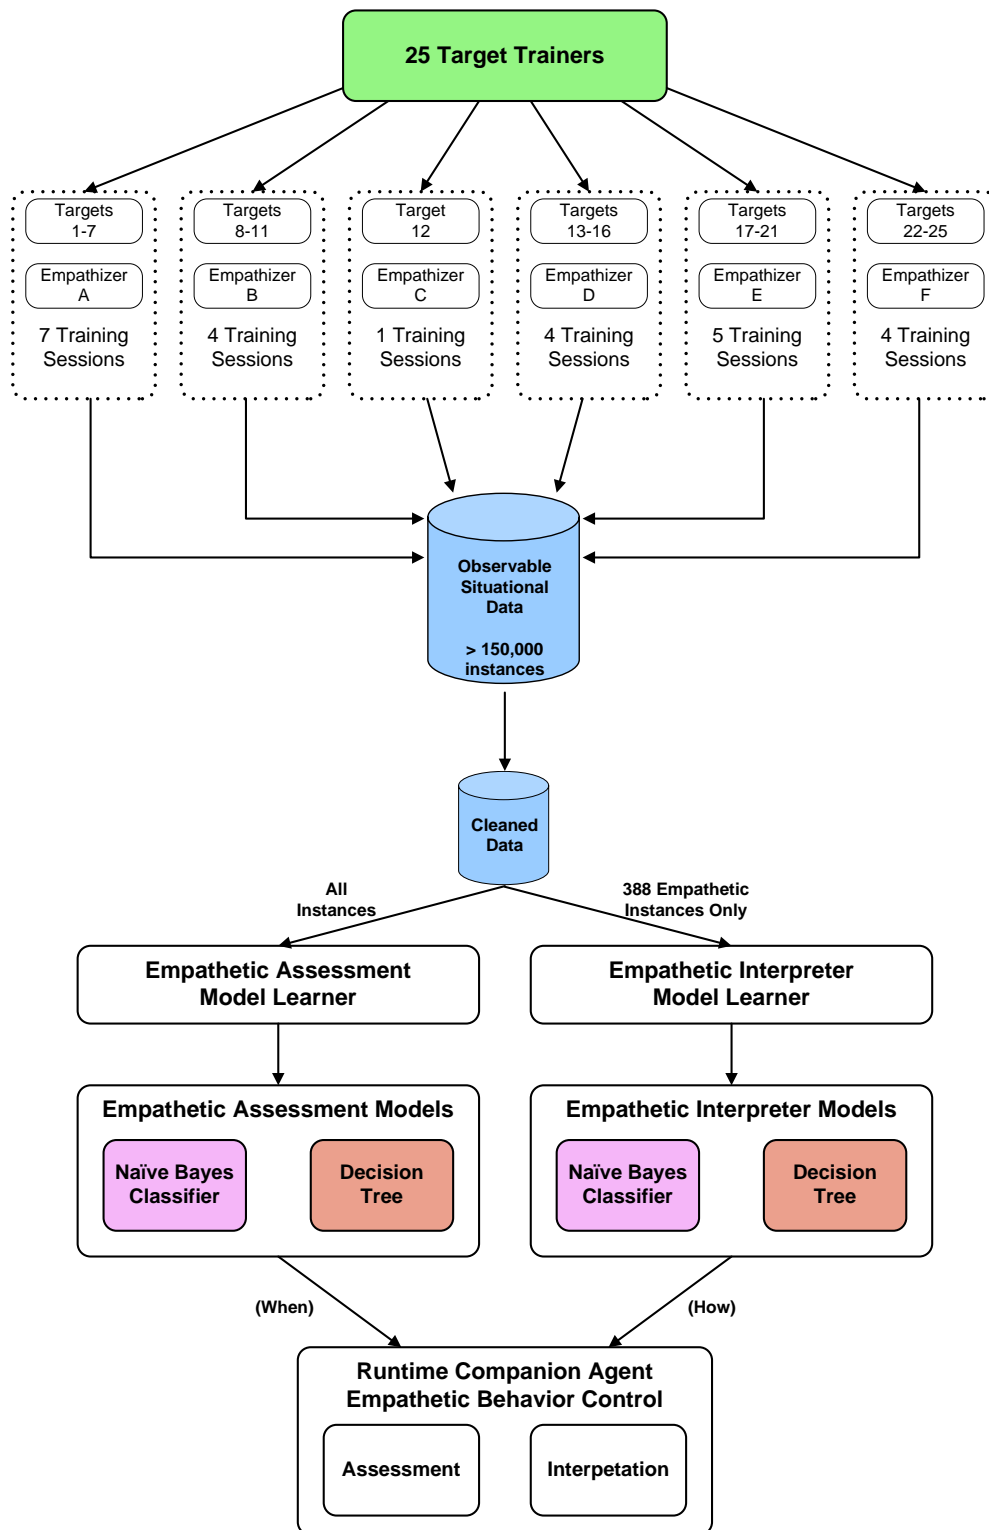 25 Target Trainers
Targets
1-7
Empathizer
A
7 Training
Sessions
Targets
8-11
Empathizer
B
4 Training
Sessions
Target
12
Empathizer
C
1 Training
Sessions
Targets
13-16
Empathizer
D
4 Training
Sessions
Targets
17-21
Empathizer
E
5 Training
Sessions
Targets
22-25
Empathizer
F
4 Training
Sessions
Observable
Situational
Data
> 150,000
instances
Cleaned
Data
All
Instances
388 Empathetic
Instances Only
Empathetic Assessment
Model Learner
Empathetic Interpreter
Model Learner
Empathetic Assessment Models
Naïve Bayes
Classifier
Decision
Tree
Empathetic Interpreter Models
Naïve Bayes
Classifier
Decision
Tree
(When)
(How)
Runtime Companion Agent
Empathetic Behavior Control
Assessment
Interpetation